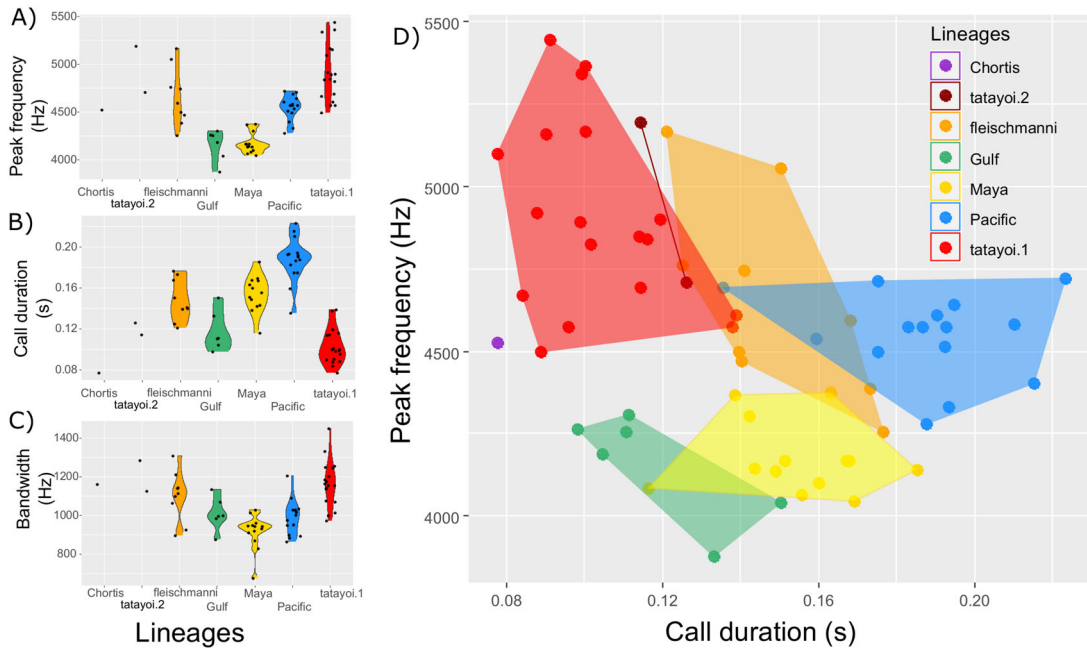 A)
Peak frequency
(Hz)
5500
5000
4500
4000
Chortis
tatayoi.2
fleischmanni
Gulf
Maya
Pacific
tatayoi.1
B)
Call duration
(s)
0.20
0.16
0.12
0.08
Chortis
tatayoi.2
fleischmanni
Gulf
Maya
Pacific
tatayoi.1
C)
Bandwidth
(Hz)
1400
1200
1000
800
Chortis
tatayoi.2
fleischmanni
Gulf
Maya
Pacific
tatayoi.1
Lineages
D)
Peak frequency (Hz)
5500
5000
4500
4000
0.08
0.12
0.16
0.20
Call duration (s)
Lineages
Chortis
tatayoi.2
fleischmanni
Gulf
Maya
Pacific
tatayoi.1